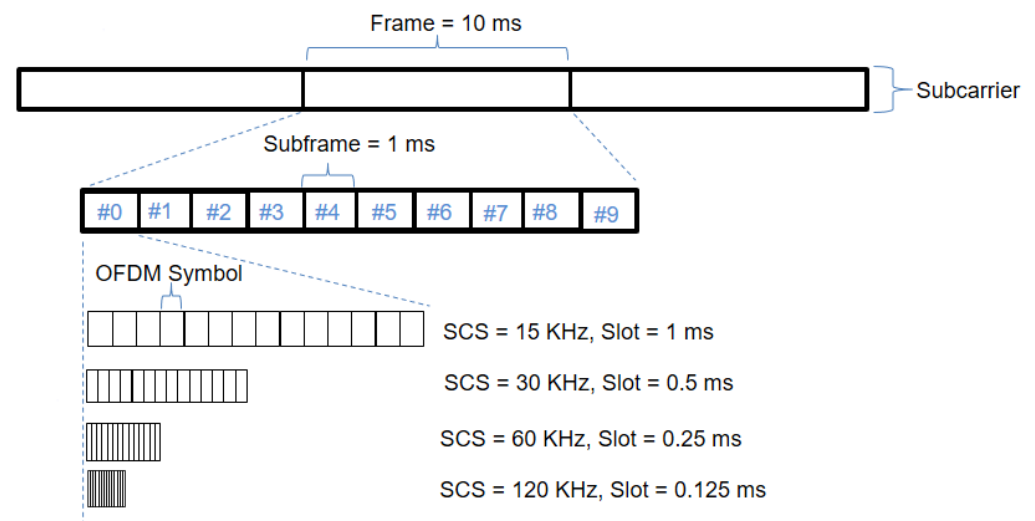 Frame = 10 ms
Subcarrier
Subframe = 1 ms
#0 #1 #2 #3 #4 #5 #6 #7 #8 #9
OFDM Symbol
SCS = 15 KHz, Slot = 1 ms
SCS = 30 KHz, Slot = 0.5 ms
SCS = 60 KHz, Slot = 0.25 ms
SCS = 120 KHz, Slot = 0.125 ms